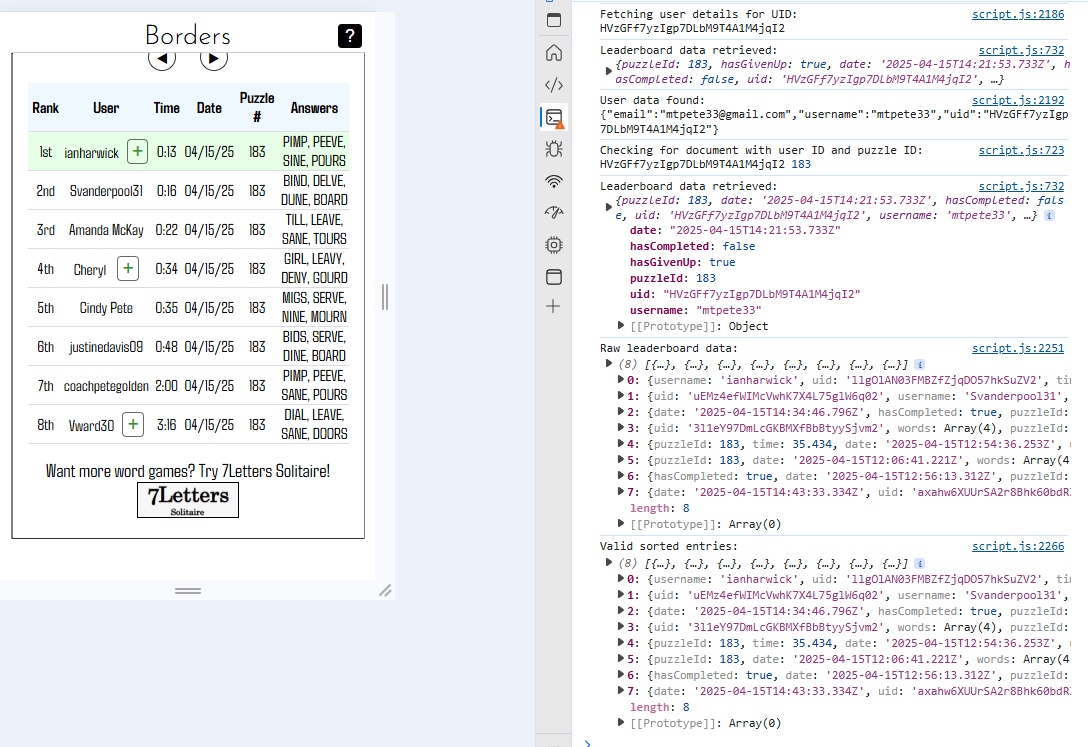 Borders
?
Rank User Time Date Puzzle # Answers
1st ianharwick + 0:13 04/15/25 183 PIMP, PEEVE,
SINE, POURS
2nd Svanderpool31 0:16 04/15/25 183 BIND, DELVE,
DUNE, BOARD
3rd Amanda McKay 0:22 04/15/25 183 TILL, LEAVE,
SANE, TOURS
4th Cheryl + 0:34 04/15/25 183 GIRL, LEAVY,
DENY, GOURD
5th Cindy Pete 0:35 04/15/25 183 MIGS, SERVE,
NINE, MOURN
6th justinedavis09 0:48 04/15/25 183 BIDS, SERVE,
DINE, BOARD
7th coachpetegolden 2:00 04/15/25 183 PIMP, PEEVE,
SANE, POURS
8th Vward30 + 3:16 04/15/25 183 DIAL, LEAVE,
SANE, DOORS
Want more word games? Try 7Letters Solitaire!
7Letters
Solitaire
Fetching user details for UID: script.js:2186
HVzGFf7yzIgp7DLbM9T4A1M4jqI2
Leaderboard data retrieved: script.js:732
{puzzleId: 183, hasGivenUp: true, date: '2025-04-15T14:21:53.733Z', h
asCompleted: false, uid: 'HVzGFf7yzIgp7DLbM9T4A1M4jqI2', …}
User data found: script.js:2192
{"email":"mtpete33@gmail.com","username":"mtpete33","uid":"HVzGFf7yzIgp
7DLbM9T4A1M4jqI2"}
Checking for document with user ID and puzzle ID: script.js:723
HVzGFf7yzIgp7DLbM9T4A1M4jqI2 183
Leaderboard data retrieved: script.js:732
{puzzleId: 183, date: '2025-04-15T14:21:53.733Z', hasCompleted: fals
e, uid: 'HVzGFf7yzIgp7DLbM9T4A1M4jqI2', username: 'mtpete33', …} i
date: "2025-04-15T14:21:53.733Z"
hasCompleted: false
hasGivenUp: true
puzzleId: 183
uid: "HVzGFf7yzIgp7DLbM9T4A1M4jqI2"
username: "mtpete33"
[[Prototype]]: Object
Raw leaderboard data: script.js:2251
(8) [{…}, {…}, {…}, {…}, {…}, {…}, {…}, {…}] i
0: {username: 'ianharwick', uid: 'llgOlAN03FMBZfZjqDO57hkSuZV2', tim
1: {uid: 'uEMz4efWIMcVwhK7X4L75glW6q02', username: 'Svanderpool31',
2: {date: '2025-04-15T14:34:46.796Z', hasCompleted: true, puzzleId:
3: {uid: '3l1eY97DmLcGKBMXfBbBtyySjvm2', words: Array(4), puzzleId:
4: {puzzleId: 183, time: 35.434, date: '2025-04-15T12:54:36.253Z',
5: {puzzleId: 183, date: '2025-04-15T12:06:41.221Z', words: Array(4
6: {hasCompleted: true, date: '2025-04-15T12:56:13.312Z', puzzleId:
7: {date: '2025-04-15T14:43:33.334Z', uid: 'axahw6XUUrSA2r8Bhk60bdR
length: 8
[[Prototype]]: Array(0)
Valid sorted entries: script.js:2266
(8) [{…}, {…}, {…}, {…}, {…}, {…}, {…}, {…}] i
0: {username: 'ianharwick', uid: 'llgOlAN03FMBZfZjqDO57hkSuZV2', tim
1: {uid: 'uEMz4efWIMcVwhK7X4L75glW6q02', username: 'Svanderpool31',
2: {date: '2025-04-15T14:34:46.796Z', hasCompleted: true, puzzleId:
3: {uid: '3l1eY97DmLcGKBMXfBbBtyySjvm2', words: Array(4), puzzleId:
4: {puzzleId: 183, time: 35.434, date: '2025-04-15T12:54:36.253Z',
5: {puzzleId: 183, date: '2025-04-15T12:06:41.221Z', words: Array(4
6: {hasCompleted: true, date: '2025-04-15T12:56:13.312Z', puzzleId:
7: {date: '2025-04-15T14:43:33.334Z', uid: 'axahw6XUUrSA2r8Bhk60bdR
length: 8
[[Prototype]]: Array(0)